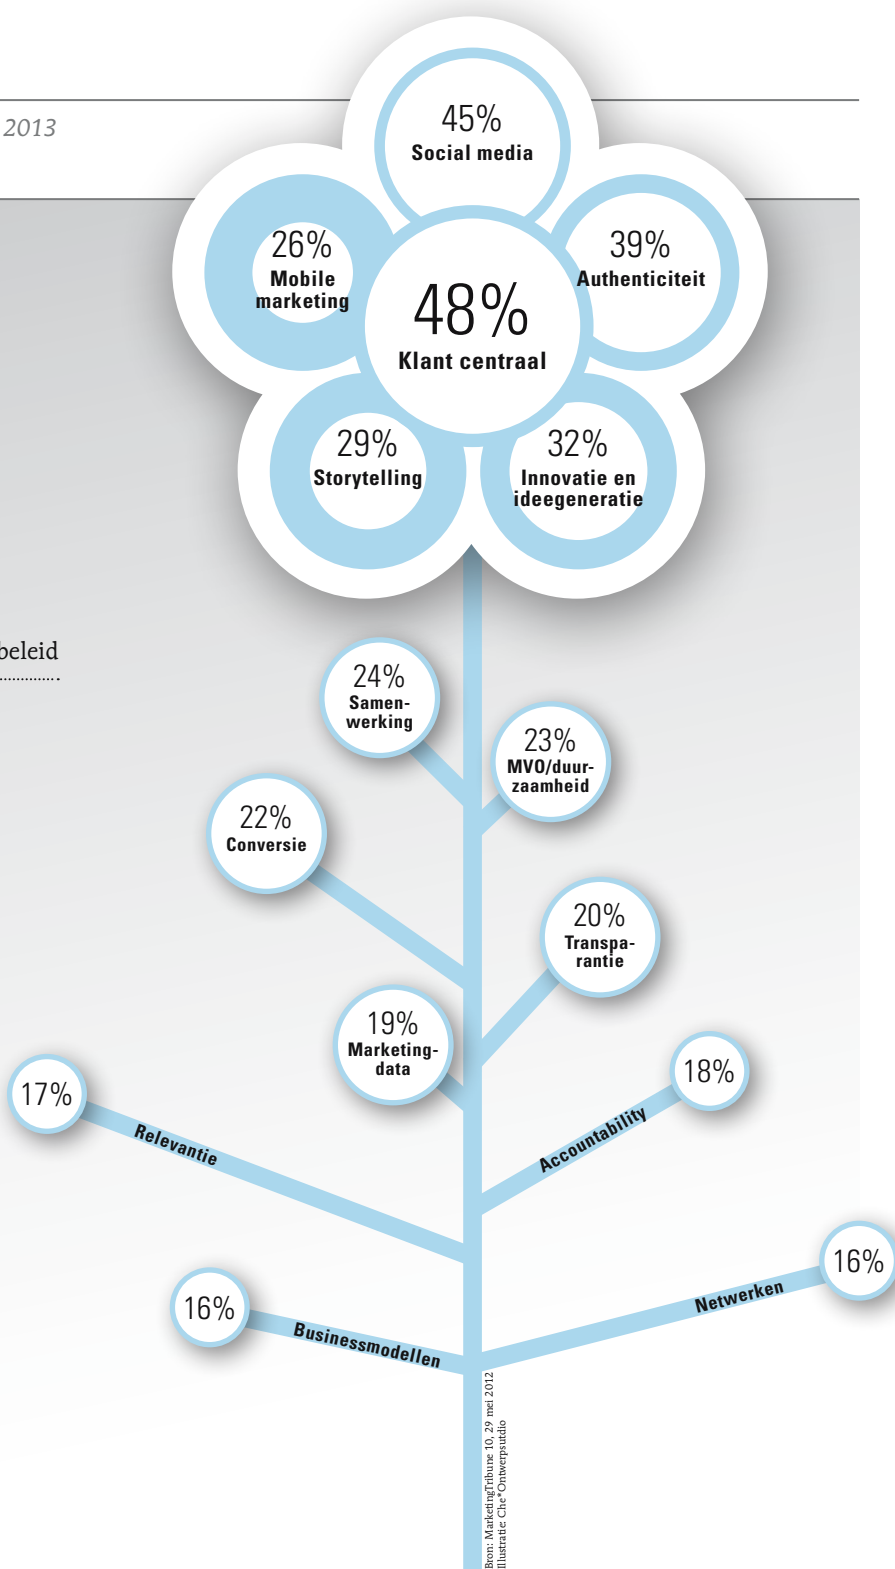 2013
45%
Social media
26%
Mobile
marketing
39%
Authenticiteit
48%
Klant centraal
29%
Storytelling
32%
Innovatie en
ideegeneratie
beleid
24%
Samen-
werking
23%
MVO/duur-
zaamheid
22%
Conversie
20%
Transpa-
rantie
19%
Marketing-
data
18%
Accountability
17%
Relevantie
16%
Netwerken
16%
Businessmodellen
Bron: MarketingTribune 10, 29 mei 2012
Illustratie: Che*Ontwerpsutdio